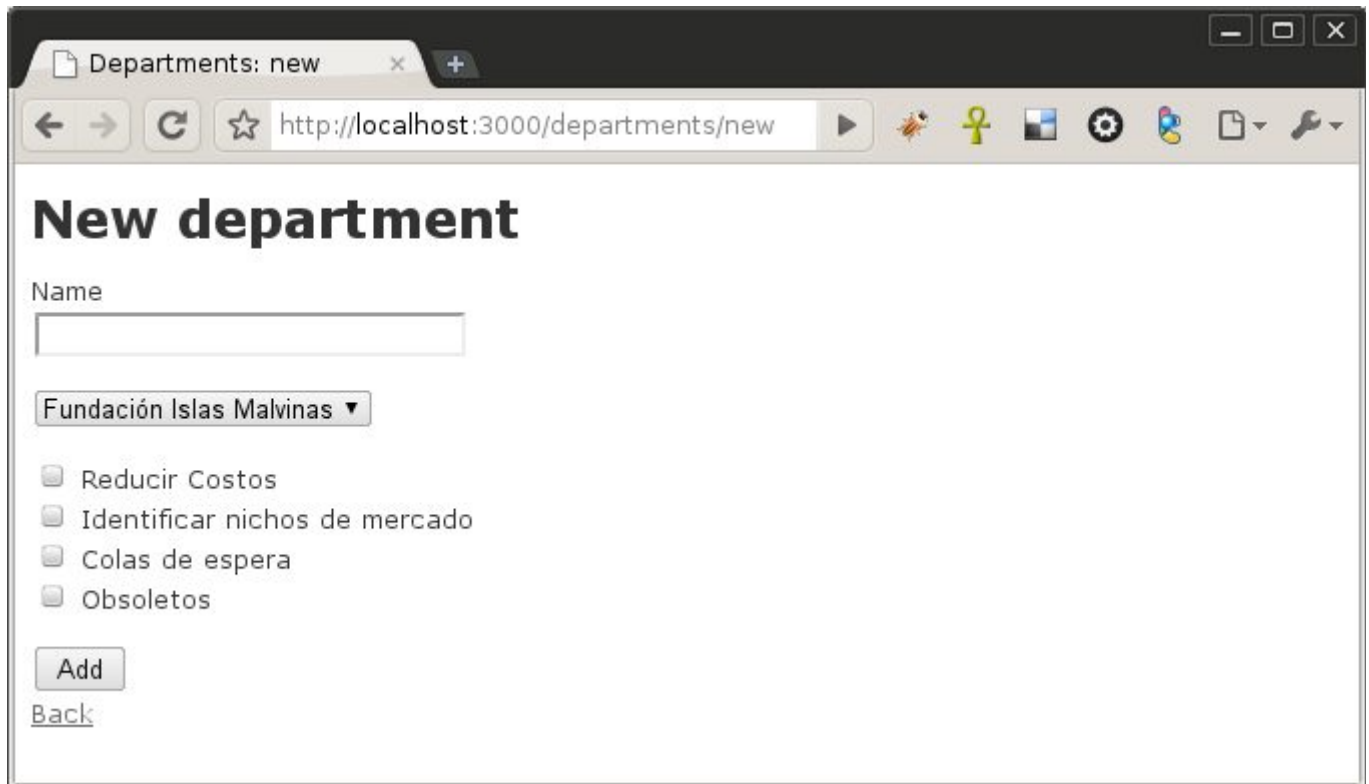 Departments: new
http://localhost:3000/departments/new
New department
Name
Fundación Islas Malvinas
Reducir Costos
Identificar nichos de mercado
Colas de espera
Obsoletos
Add
Back